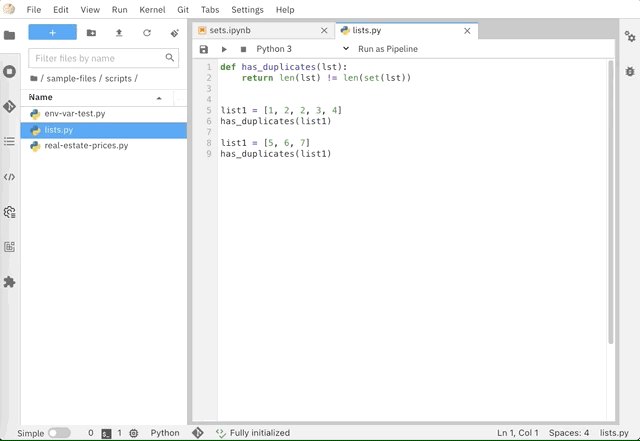 File Edit View Run Kernel Git Tabs Settings Help
+
Filter files by name
/ sample-files / scripts /
Name
env-var-test.py
lists.py
real-estate-prices.py
sets.ipynb
lists.py
Python 3
Run as Pipeline
1 def has_duplicates(lst):
2     return len(lst) != len(set(lst))
3
4
5 list1 = [1, 2, 2, 3, 4]
6 has_duplicates(list1)
7
8 list1 = [5, 6, 7]
9 has_duplicates(list1)
Simple 0 1 Python Fully initialized Ln 1, Col 1 Spaces: 4 lists.py